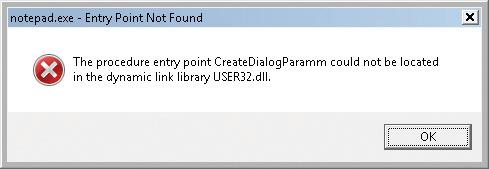 notepad.exe - Entry Point Not Found
The procedure entry point CreateDialogParamm could not be located
in the dynamic link library USER32.dll.
OK